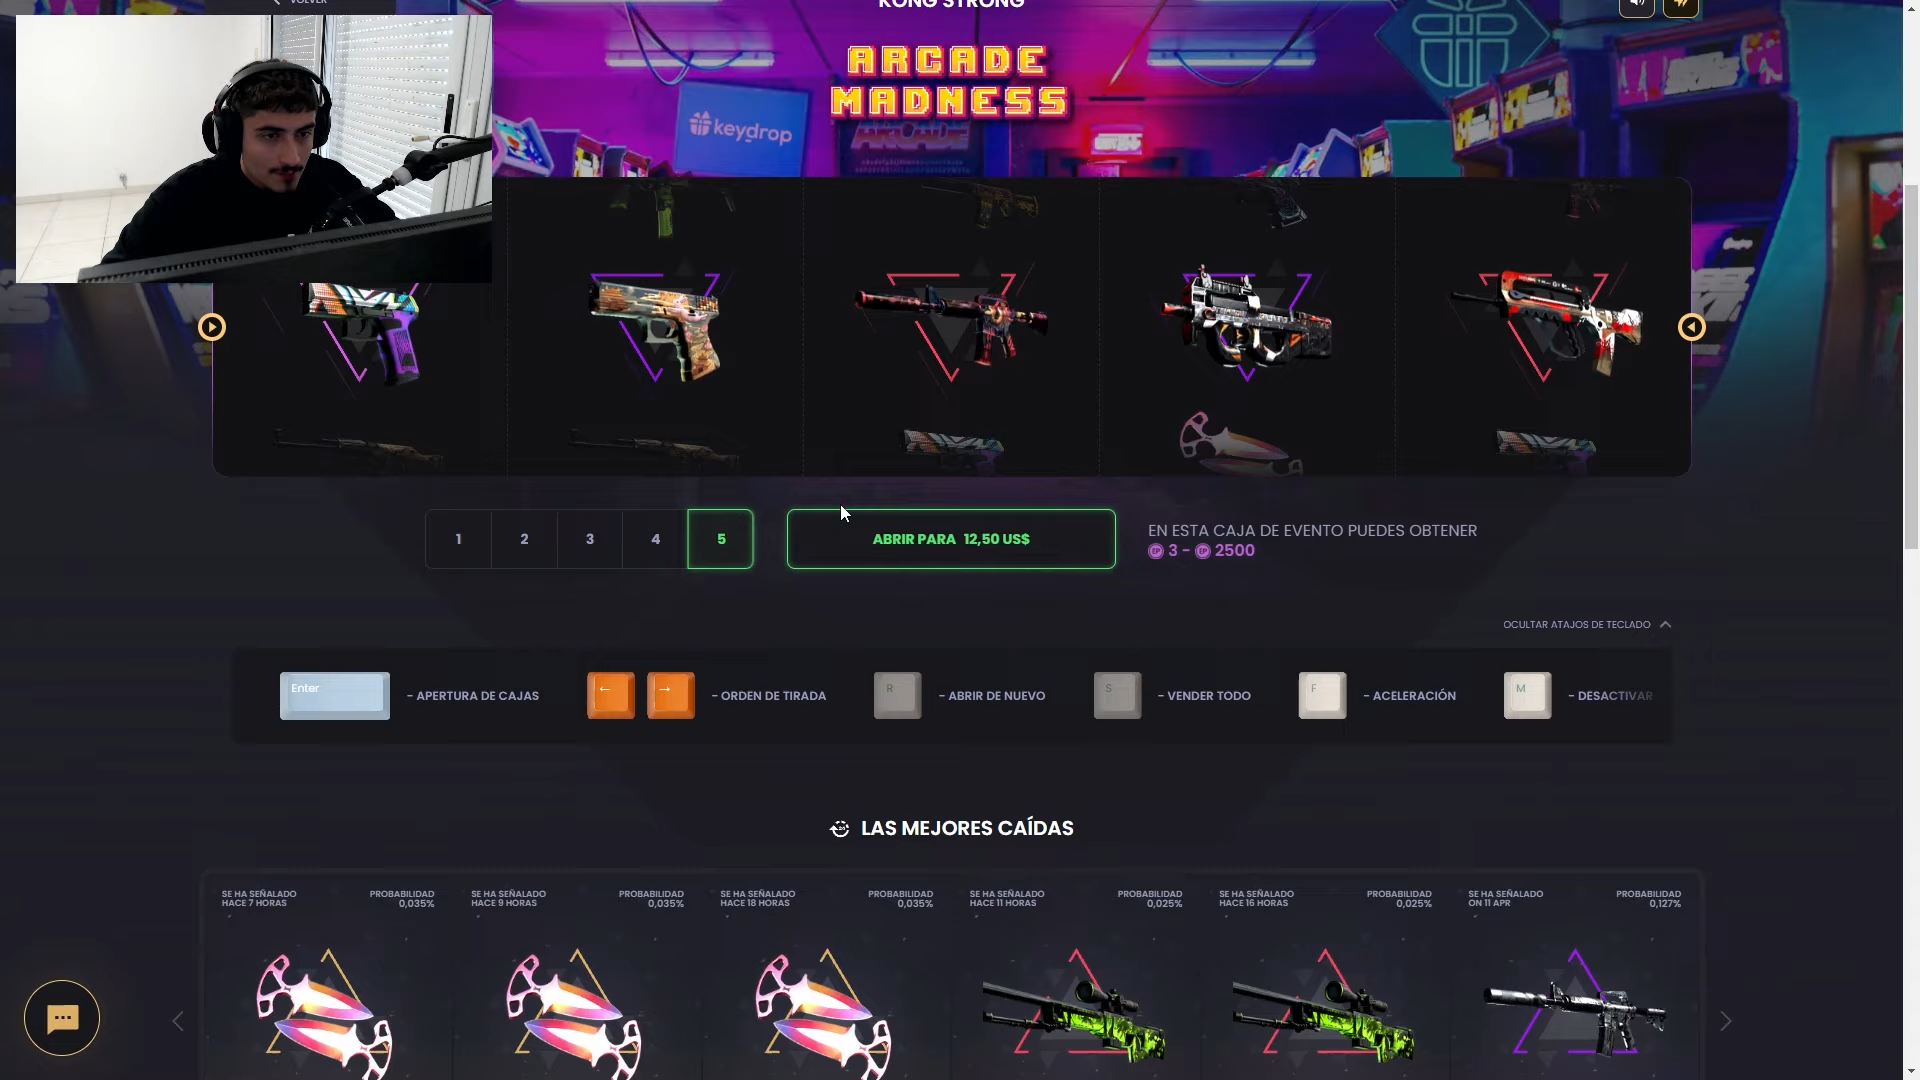 VOLVER
KONG STRONG
ARCADE
MADNESS
keydrop
ARCADE
1 2 3 4 5
ABRIR PARA 12,50 US$
EN ESTA CAJA DE EVENTO PUEDES OBTENER
3 - 2500
OCULTAR ATAJOS DE TECLADO
Enter - APERTURA DE CAJAS ← → - ORDEN DE TIRADA R - ABRIR DE NUEVO S - VENDER TODO F - ACELERACIÓN M - DESACTIVAR
LAS MEJORES CAÍDAS
SE HA SEÑALADO
HACE 7 HORAS
PROBABILIDAD
0,035%
SE HA SEÑALADO
HACE 9 HORAS
PROBABILIDAD
0,035%
SE HA SEÑALADO
HACE 18 HORAS
PROBABILIDAD
0,035%
SE HA SEÑALADO
HACE 11 HORAS
PROBABILIDAD
0,025%
SE HA SEÑALADO
HACE 16 HORAS
PROBABILIDAD
0,025%
SE HA SEÑALADO
ON 11 APR
PROBABILIDAD
0,127%